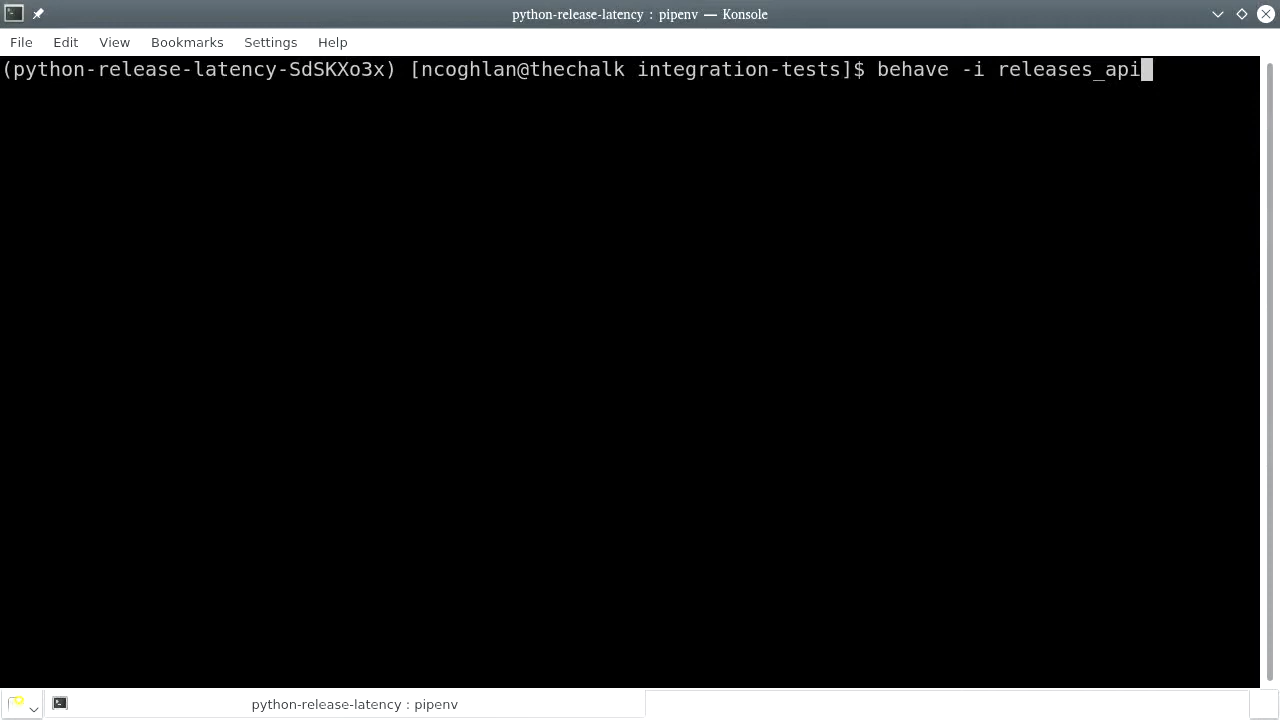 python-release-latency : pipenv — Konsole
File Edit View Bookmarks Settings Help
(python-release-latency-SdSKXo3x) [ncoghlan@thechalk integration-tests]$ behave -i releases_api
python-release-latency : pipenv